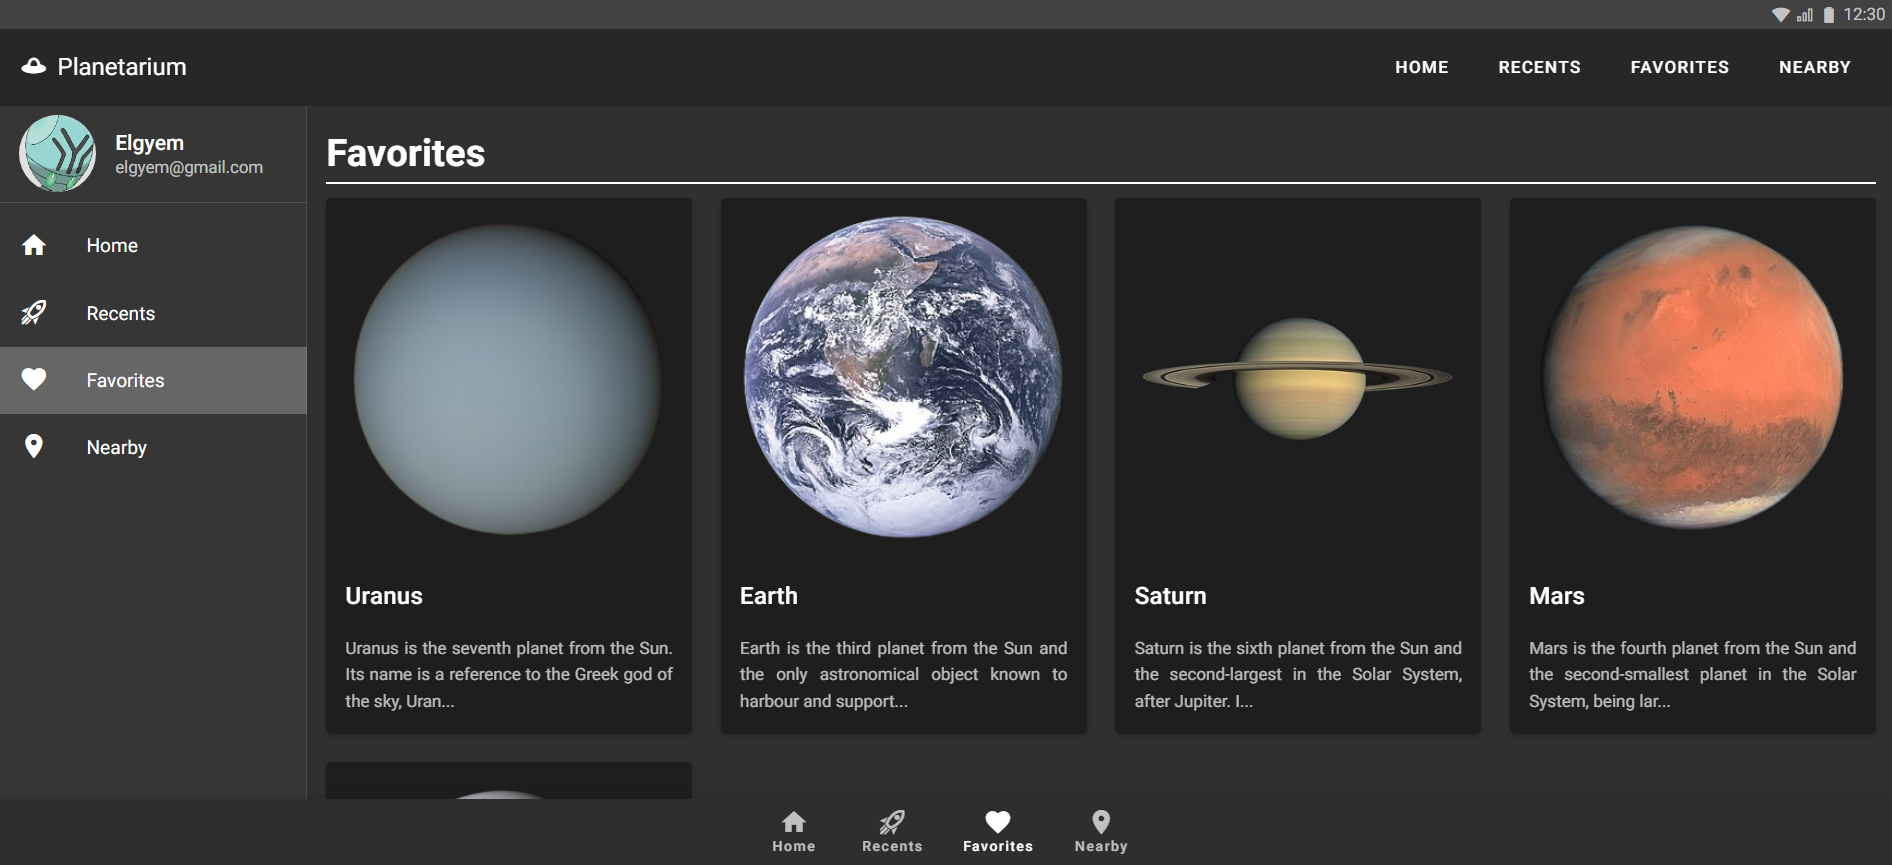 12:30
Planetarium
HOME RECENTS FAVORITES NEARBY
Elgyem
elgyem@gmail.com
Home
Recents
Favorites
Nearby
Favorites
Uranus
Uranus is the seventh planet from the Sun.
Its name is a reference to the Greek god of
the sky, Uran...
Earth
Earth is the third planet from the Sun and
the only astronomical object known to
harbour and support...
Saturn
Saturn is the sixth planet from the Sun and
the second-largest in the Solar System,
after Jupiter. I...
Mars
Mars is the fourth planet from the Sun and
the second-smallest planet in the Solar
System, being lar...
Home Recents Favorites Nearby